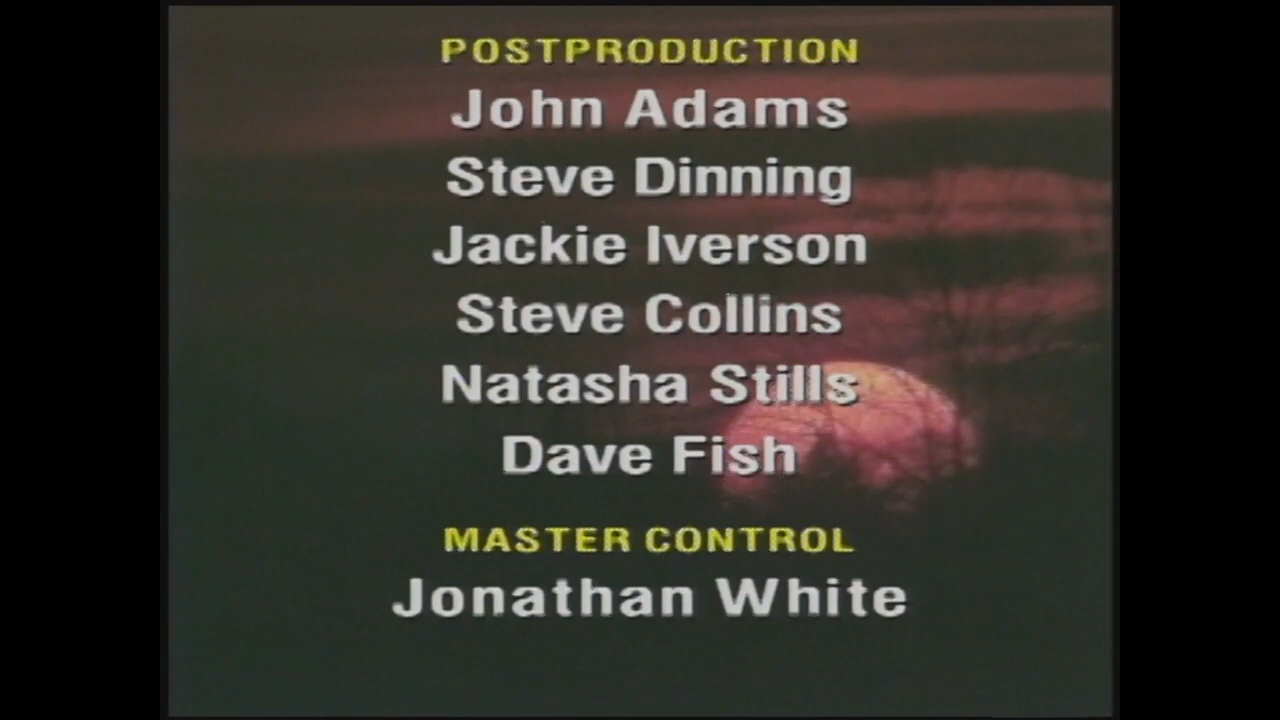 POSTPRODUCTION
John Adams
Steve Dinning
Jackie Iverson
Steve Collins
Natasha Stills
Dave Fish
MASTER CONTROL
Jonathan White